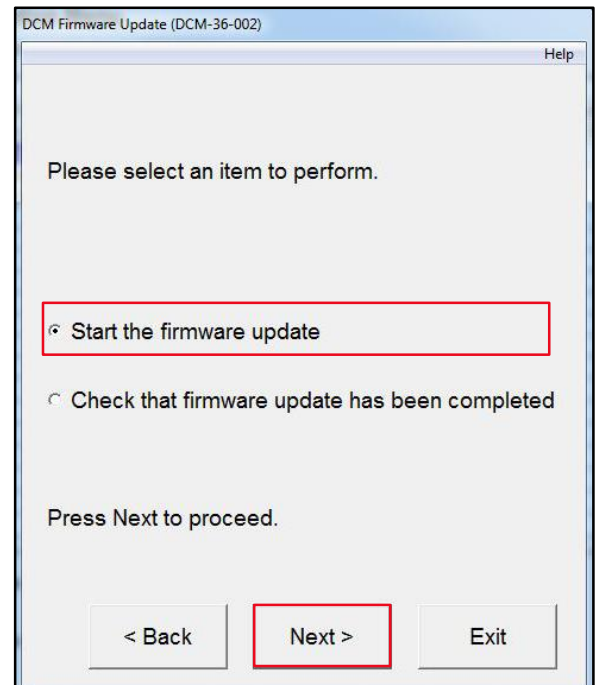 DCM Firmware Update (DCM-36-002)
Help
Please select an item to perform.
Start the firmware update
Check that firmware update has been completed
Press Next to proceed.
< Back Next > Exit